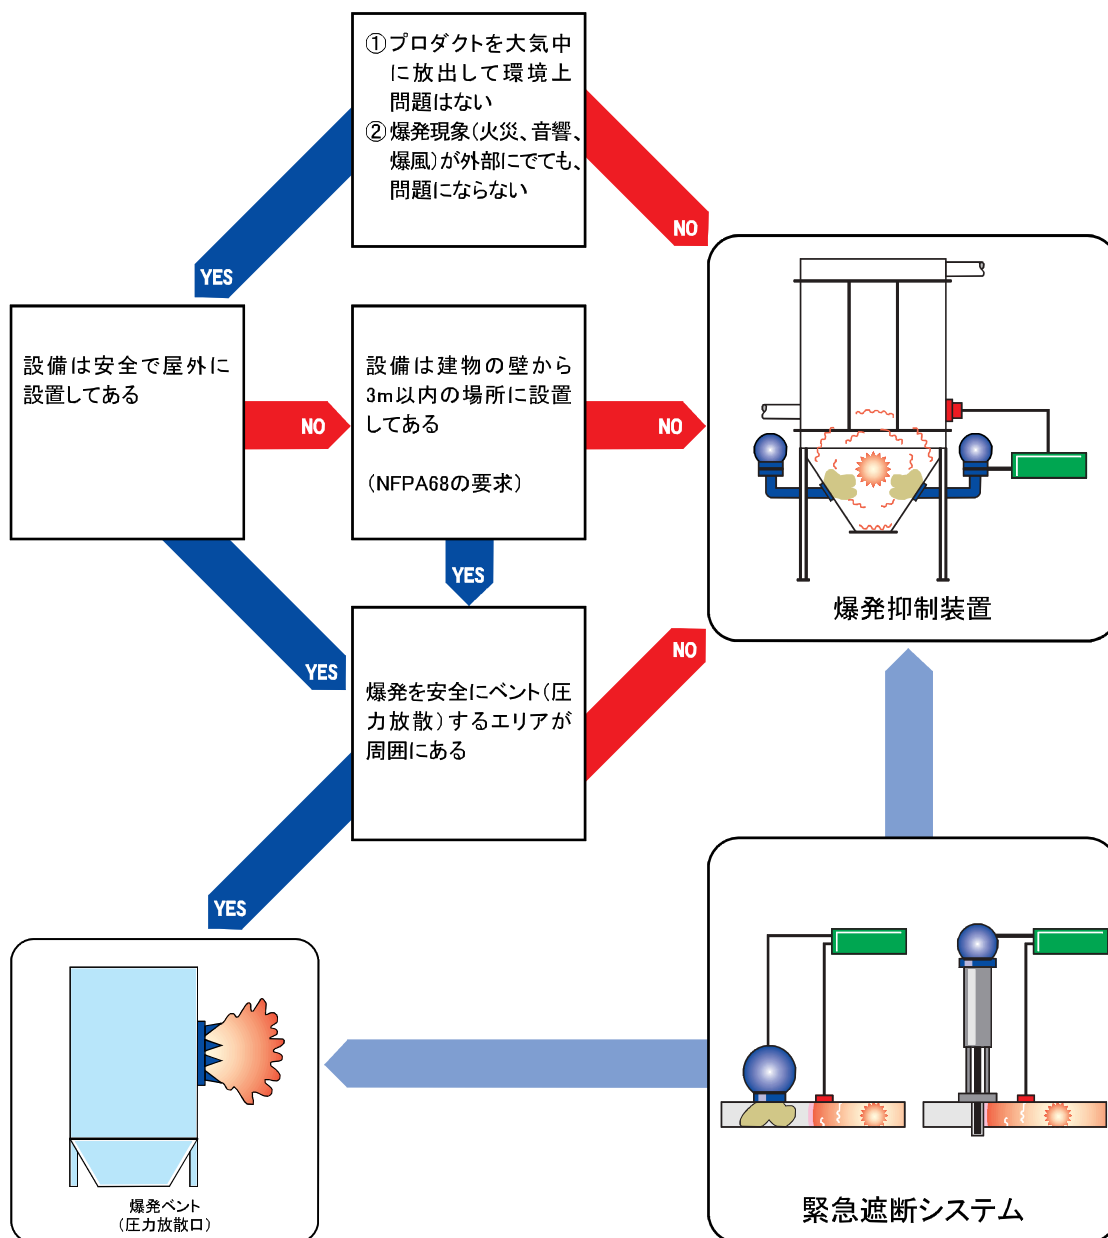 ①プロダクトを大気中
に放出して環境上
問題はない
②爆発現象(火災、音響、
爆風)が外部にでても、
問題にならない
YES
NO
設備は安全で屋外に
設置してある
NO
設備は建物の壁から
3m以内の場所に設置
してある
(NFPA68の要求)
NO
爆発抑制装置
YES
YES
爆発を安全にベント(圧
力放散)するエリアが
周囲にある
NO
YES
爆発ベント
(圧力放散口)
緊急遮断システム